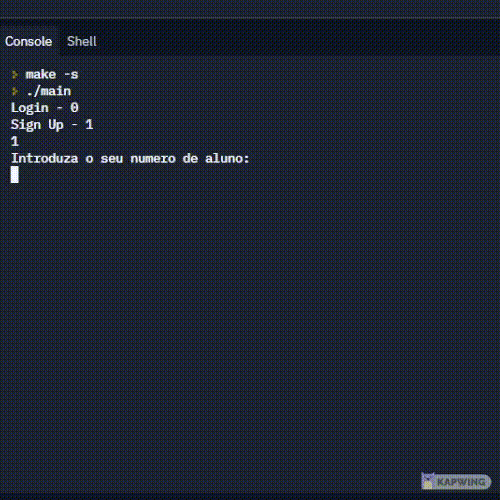 Console Shell
> make -s
> ./main
Login - 0
Sign Up - 1
1
Introduza o seu numero de aluno:
KAPWING